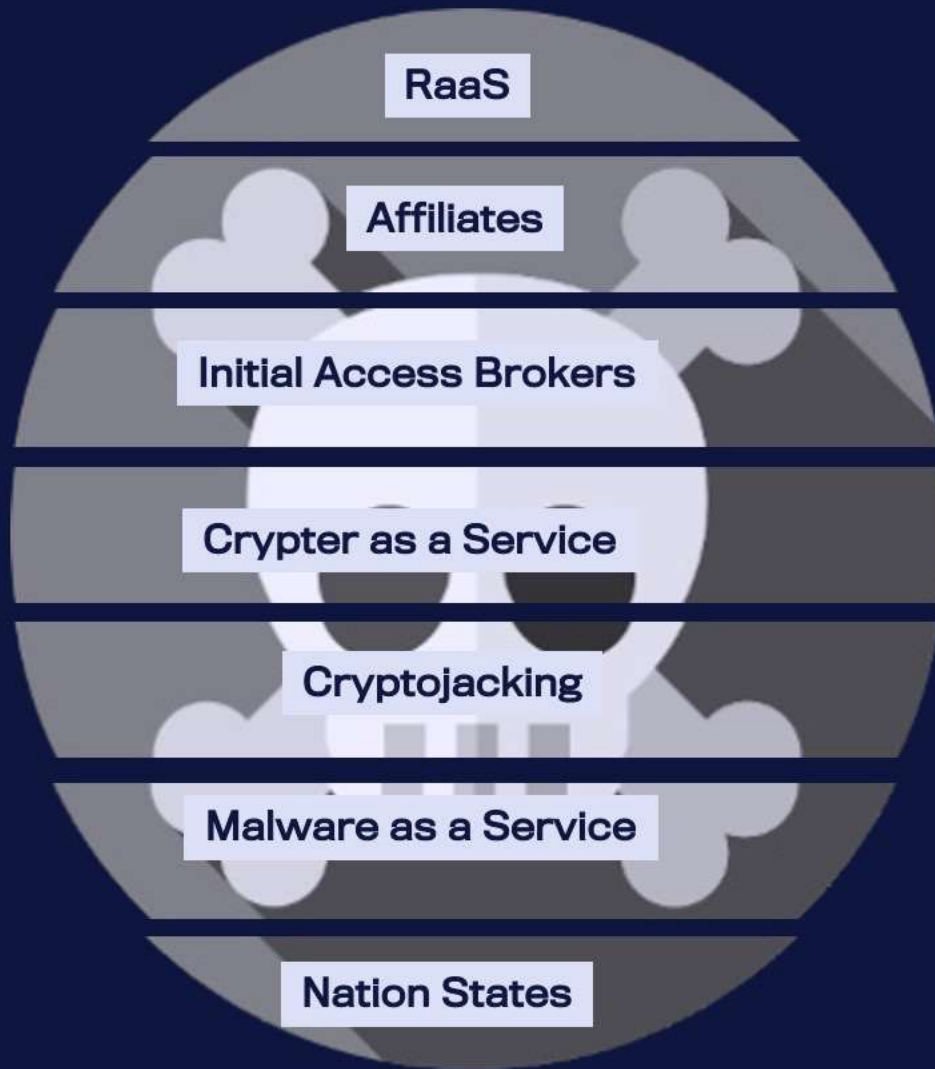 RaaS
Affiliates
Initial Access Brokers
Crypter as a Service
Cryptojacking
Malware as a Service
Nation States